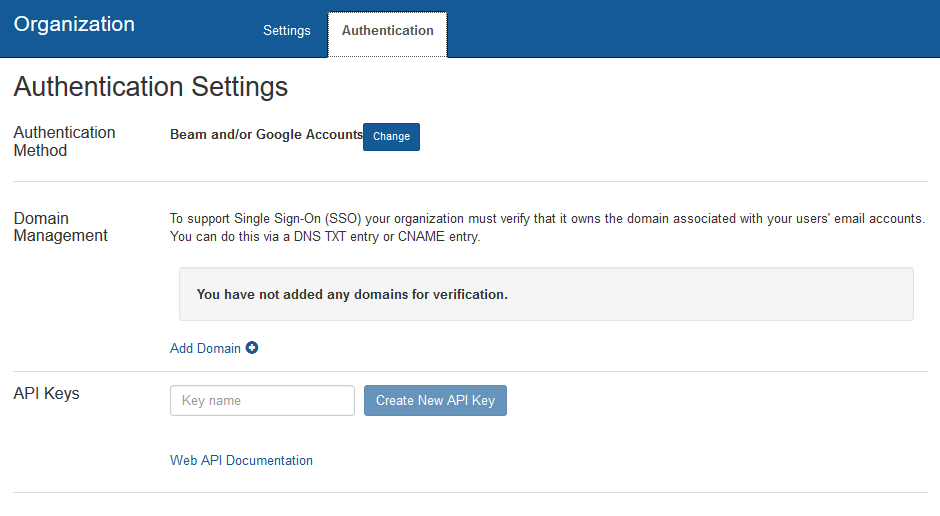 Organization
Settings
Authentication
Authentication Settings
Authentication
Method
Beam and/or Google Accounts
Change
Domain
Management
To support Single Sign-On (SSO) your organization must verify that it owns the domain associated with your users' email accounts.
You can do this via a DNS TXT entry or CNAME entry.
You have not added any domains for verification.
Add Domain
API Keys
Key name
Create New API Key
Web API Documentation